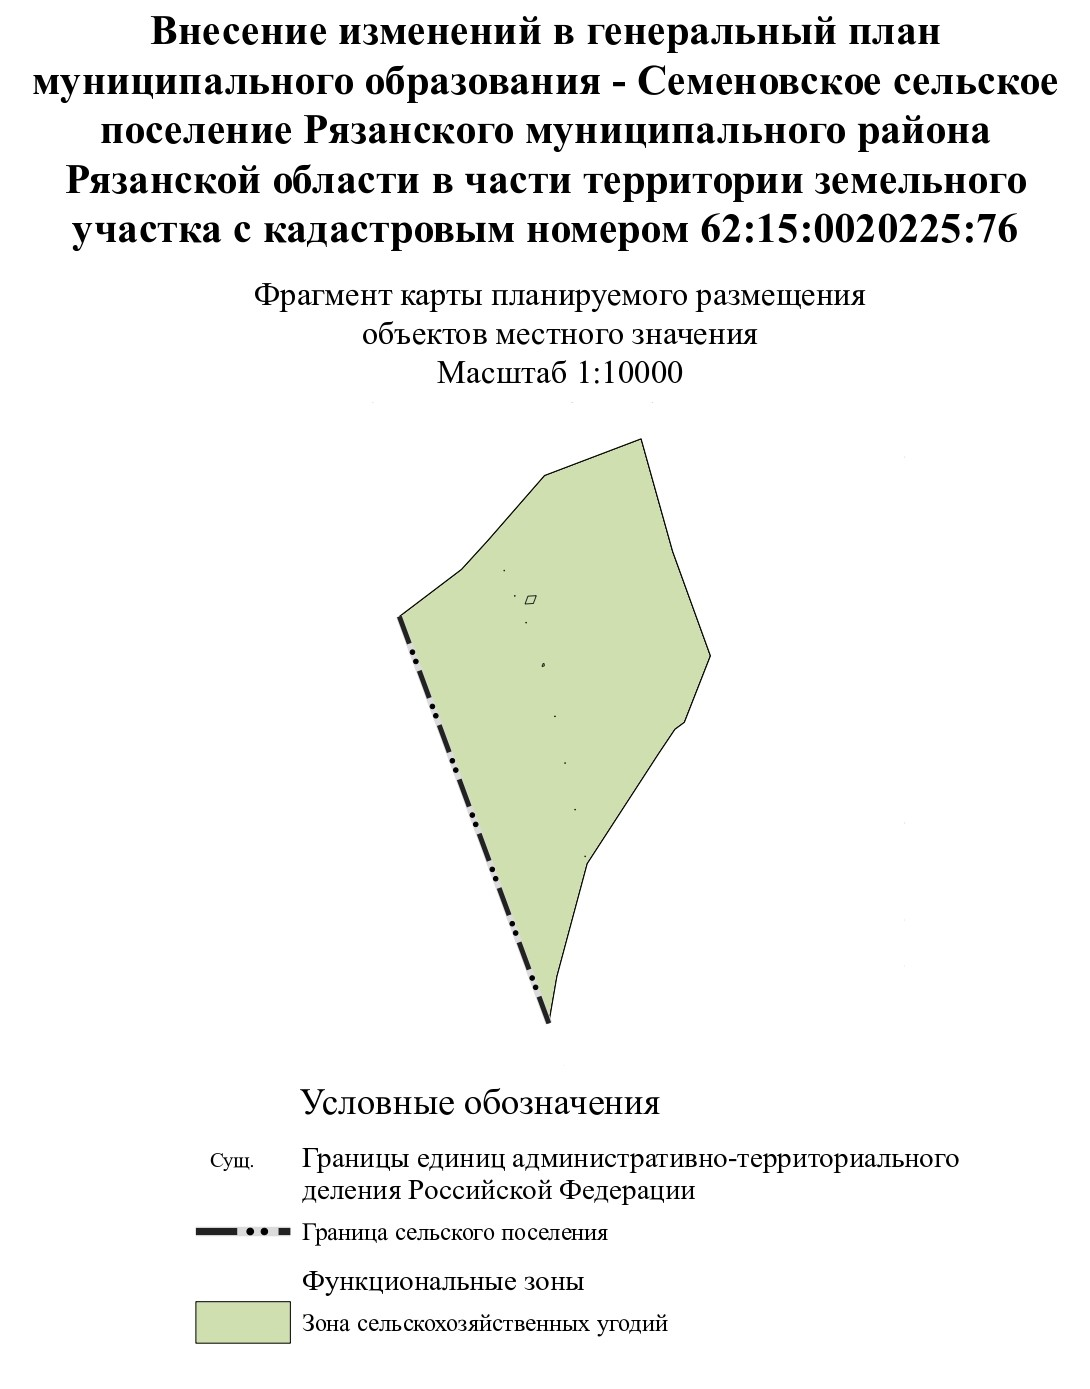 Внесение изменений в генеральный план
муниципального образования - Семеновское сельское
поселение Рязанского муниципального района
Рязанской области в части территории земельного
участка с кадастровым номером 62:15:0020225:76
Фрагмент карты планируемого размещения
объектов местного значения
Масштаб 1:10000
Условные обозначения
Сущ. Границы единиц административно-территориального
деления Российской Федерации
Граница сельского поселения
Функциональные зоны
Зона сельскохозяйственных угодий